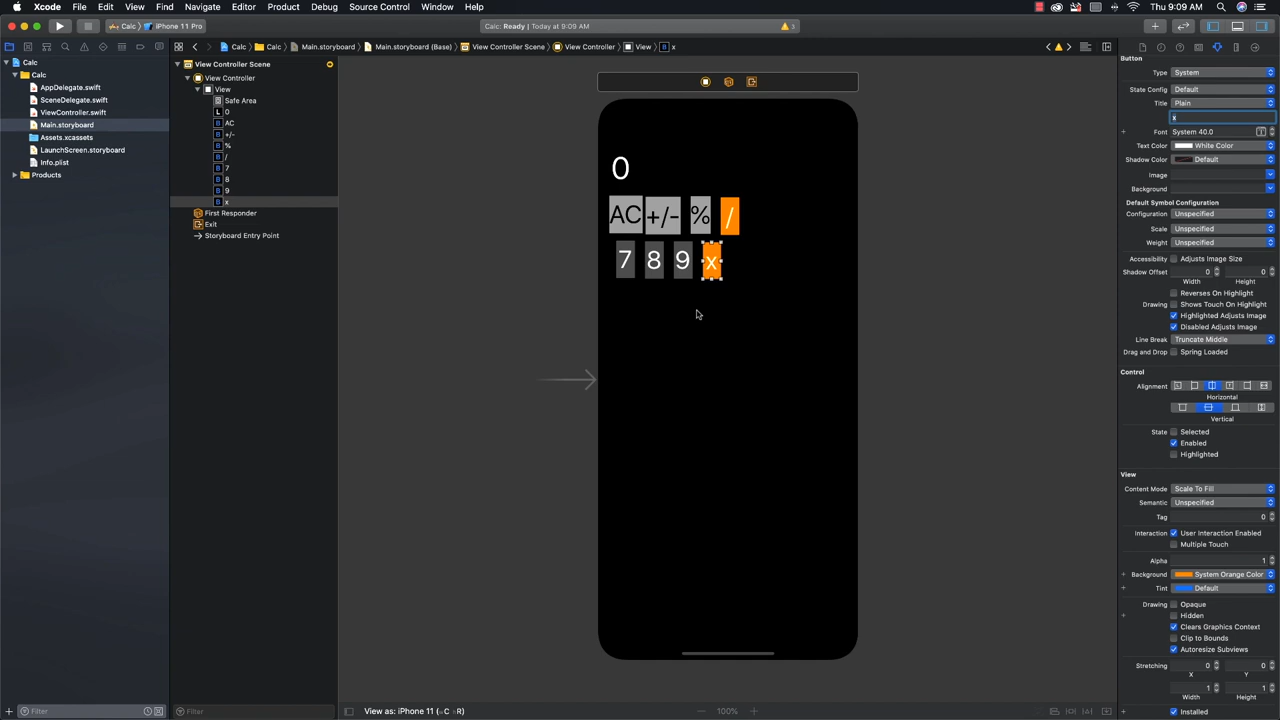 Xcode File Edit View Find Navigate Editor Product Debug Source Control Window Help Thu 9:09 AM
Calc iPhone 11 Pro Calc: Ready | Today at 9:09 AM 3
Calc Calc Main.storyboard Main.storyboard (Base) View Controller Scene View Controller View B x
Calc
Calc
AppDelegate.swift
SceneDelegate.swift
ViewController.swift
Main.storyboard
Assets.xcassets
LaunchScreen.storyboard
Info.plist
Products
View Controller Scene
View Controller
View
Safe Area
L 0
B AC
B +/-
B %
B /
B 7
B 8
B 9
B x
First Responder
Exit
Storyboard Entry Point
0
AC +/- % /
7 8 9 x
Button
Type System
State Config Default
Title Plain
x
Font System 40.0
Text Color White Color
Shadow Color Default
Image
Background
Default Symbol Configuration
Configuration Unspecified
Scale Unspecified
Weight Unspecified
Accessibility Adjusts Image Size
Shadow Offset 0 0
Width Height
Reverses On Highlight
Drawing Shows Touch On Highlight
Highlighted Adjusts Image
Disabled Adjusts Image
Line Break Truncate Middle
Drag and Drop Spring Loaded
Control
Alignment
Horizontal
Vertical
State Selected
Enabled
Highlighted
View
Content Mode Scale To Fill
Semantic Unspecified
Tag 0
Interaction User Interaction Enabled
Multiple Touch
Alpha 1
Background System Orange Color
Tint Default
Drawing Opaque
Hidden
Clears Graphics Context
Clip to Bounds
Autoresize Subviews
Stretching 0 0
X Y
1 1
Width Height
Installed
Filter Filter View as: iPhone 11 (wC hR) 100%